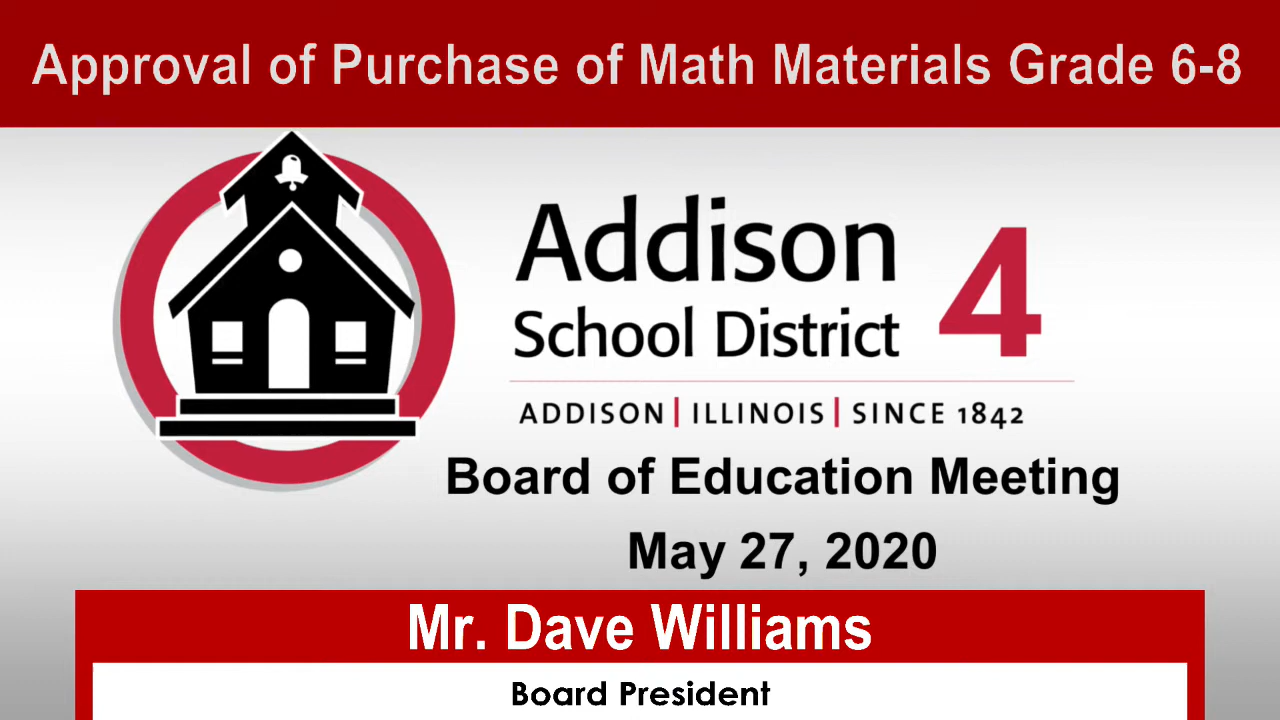 Approval of Purchase of Math Materials Grade 6-8
Addison
School District 4
ADDISON | ILLINOIS | SINCE 1842
Board of Education Meeting
May 27, 2020
Mr. Dave Williams
Board President